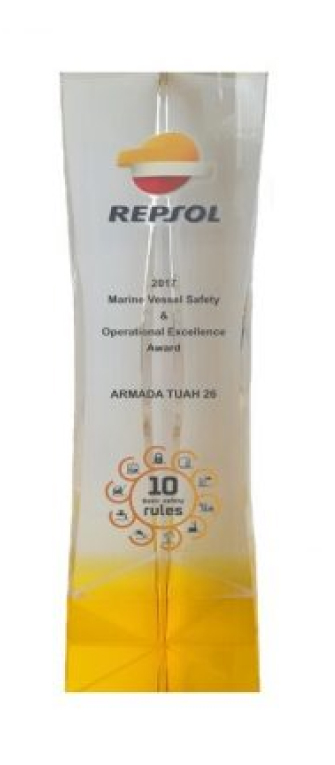 REPSOL
2017
Marine Vessel Safety
&
Operational Excellence
Award
ARMADA TUAH 26
10
basic safety
rules